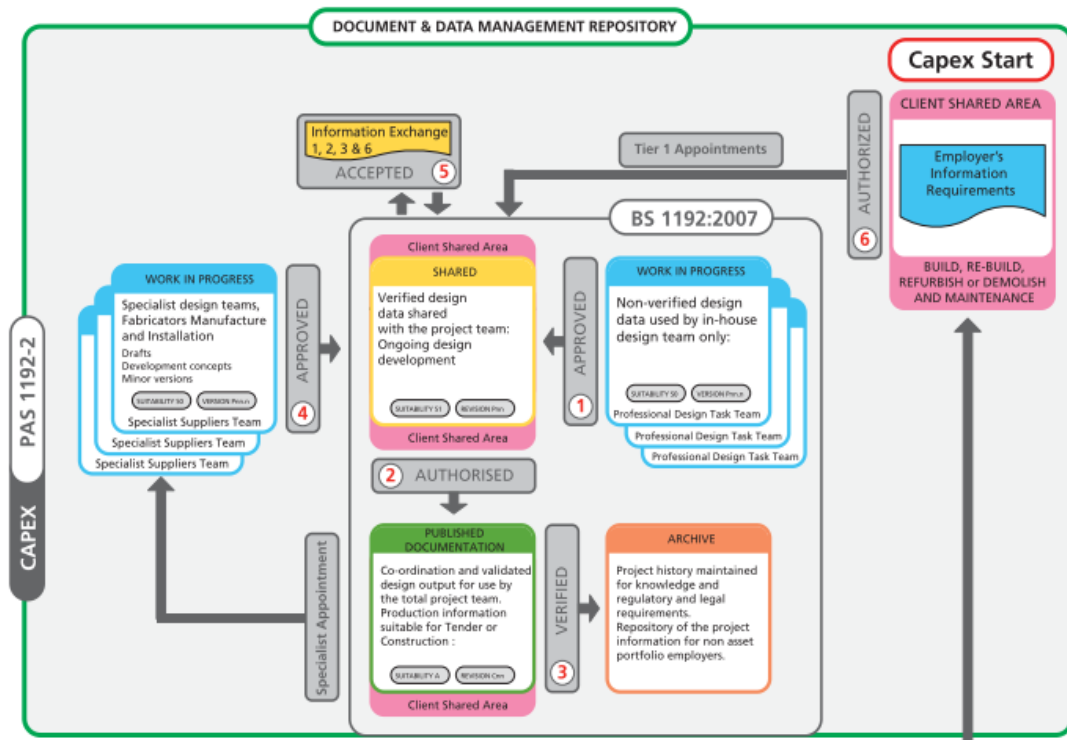 DOCUMENT & DATA MANAGEMENT REPOSITORY
Capex Start
CLIENT SHARED AREA
Employer's
Information
Requirements
BUILD, RE-BUILD,
REFURBISH or DEMOLISH
AND MAINTENANCE
AUTHORIZED
6
Tier 1 Appointments
Information Exchange
1, 2, 3 & 6
ACCEPTED
5
BS 1192:2007
Client Shared Area
SHARED
Verified design
data shared
with the project team:
Ongoing design
development
SUITABILITY S1
REVISION Pnn
Client Shared Area
WORK IN PROGRESS
Non-verified design
data used by in-house
design team only:
SUITABILITY S0
VERSION Pnn.n
Professional Design Task Team
Professional Design Task Team
Professional Design Task Team
APPROVED
1
WORK IN PROGRESS
Specialist design teams,
Fabricators Manufacture
and Installation
Drafts
Development concepts
Minor versions
SUITABILITY S0
VERSION Pnn.n
Specialist Suppliers Team
Specialist Suppliers Team
Specialist Suppliers Team
APPROVED
4
2
AUTHORISED
PUBLISHED
DOCUMENTATION
Co-ordination and validated
design output for use by
the total project team.
Production information
suitable for Tender or
Construction :
SUITABILITY A
REVISION Cnn
Client Shared Area
VERIFIED
3
ARCHIVE
Project history maintained
for knowledge and
regulatory and legal
requirements.
Repository of the project
information for non asset
portfolio employers.
Specialist Appointment
PAS 1192-2
CAPEX